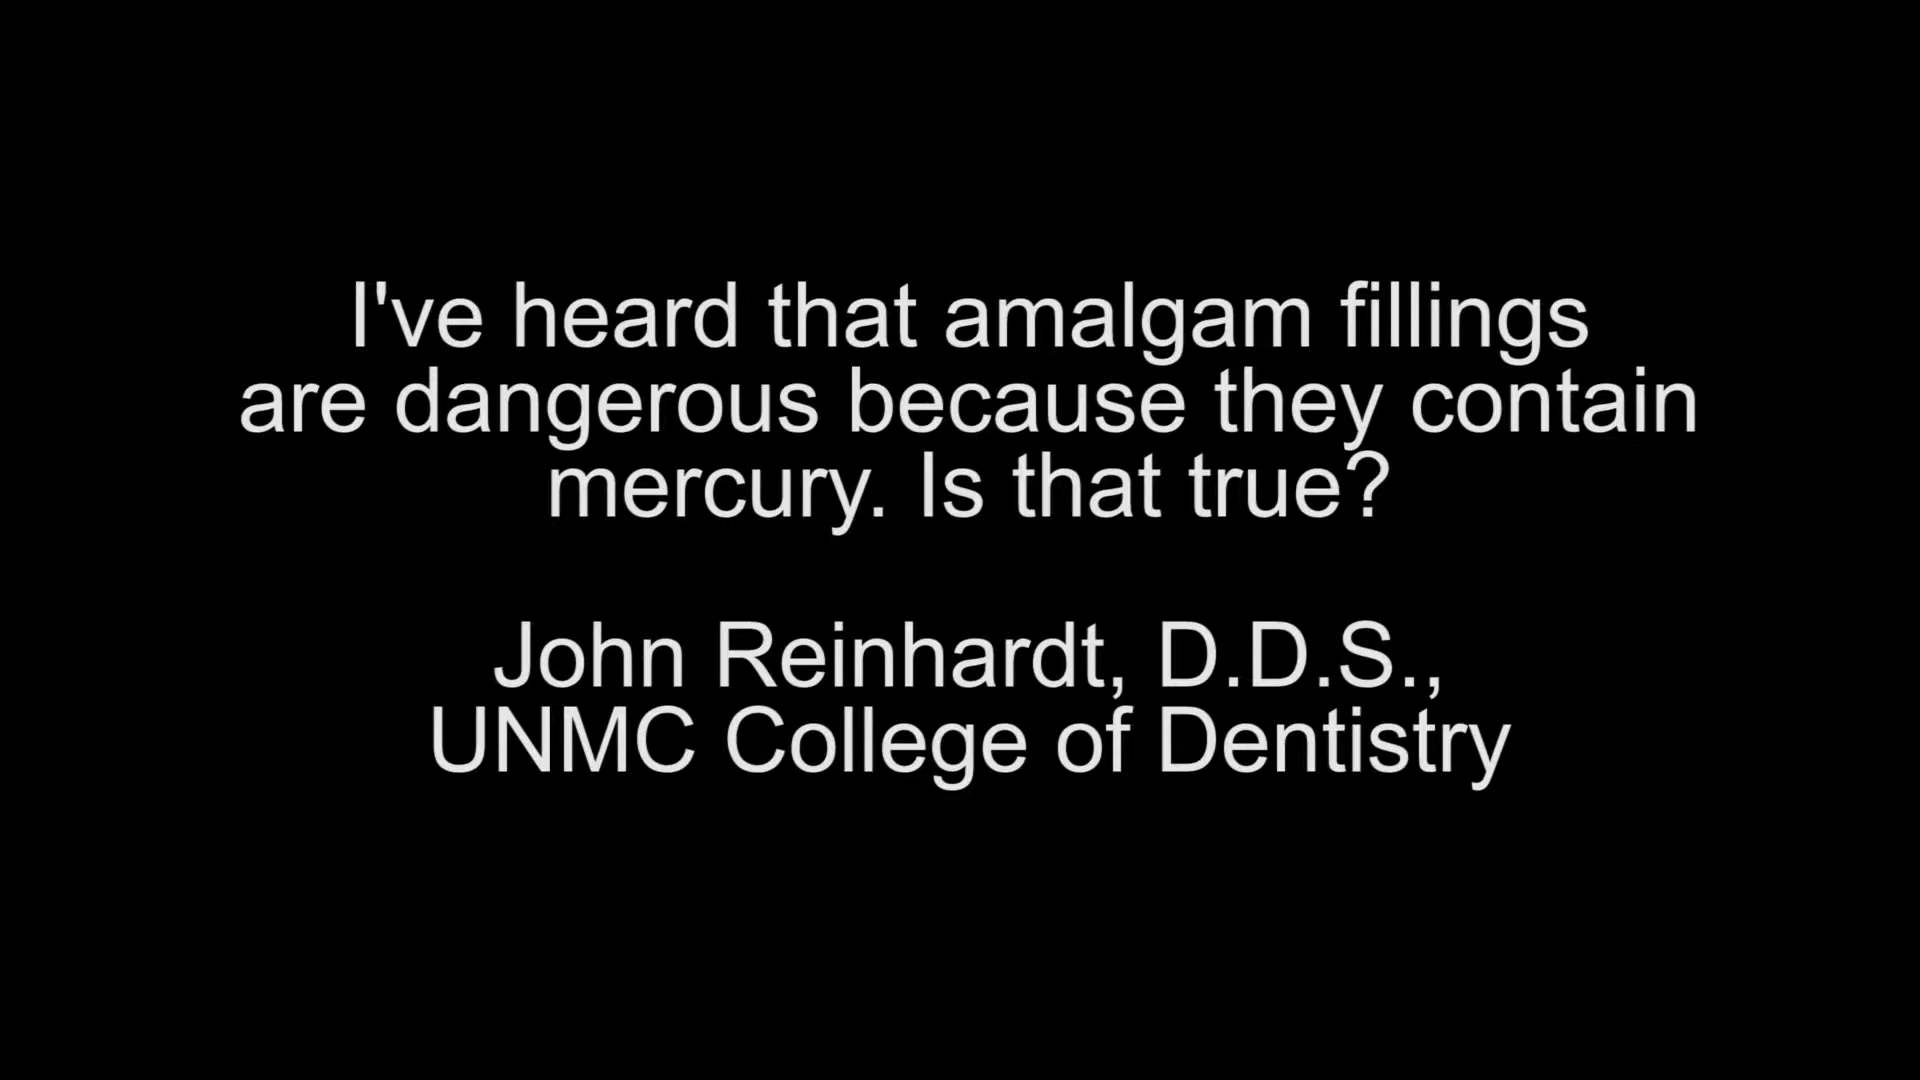 I've heard that amalgam fillings
are dangerous because they contain
mercury. Is that true?
John Reinhardt, D.D.S.,
UNMC College of Dentistry